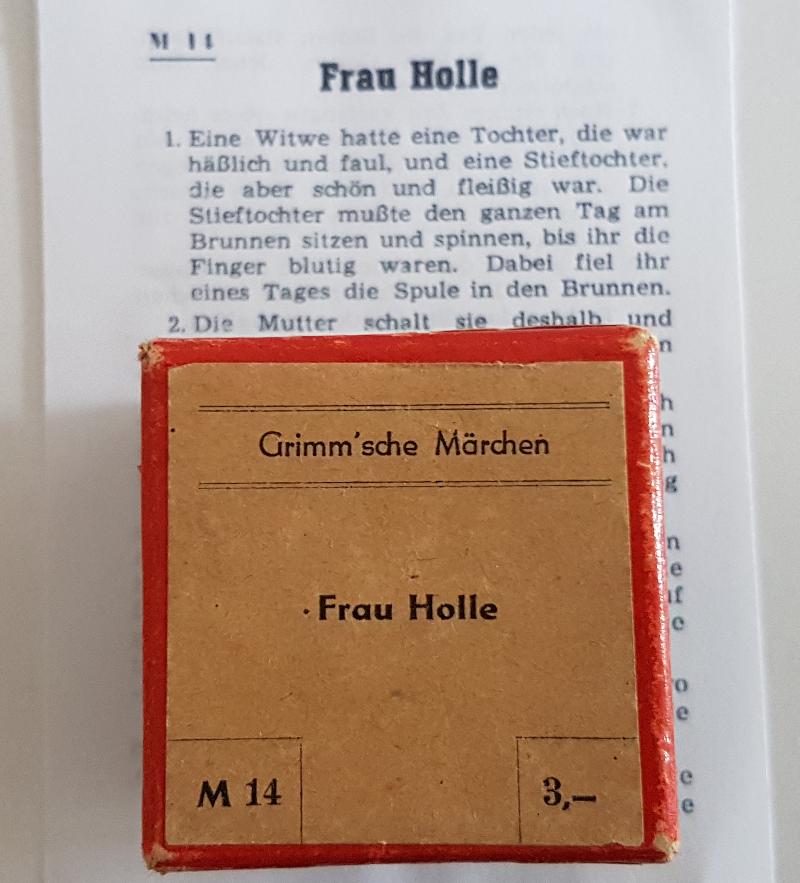 M 14
Frau Holle
1. Eine Witwe hatte eine Tochter, die war
häßlich und faul, und eine Stieftochter,
die aber schön und fleißig war. Die
Stieftochter mußte den ganzen Tag am
Brunnen sitzen und spinnen, bis ihr die
Finger blutig waren. Dabei fiel ihr
eines Tages die Spule in den Brunnen.
2. Die Mutter schalt sie deshalb und
Grimm'sche Märchen
Frau Holle
M 14
3,—